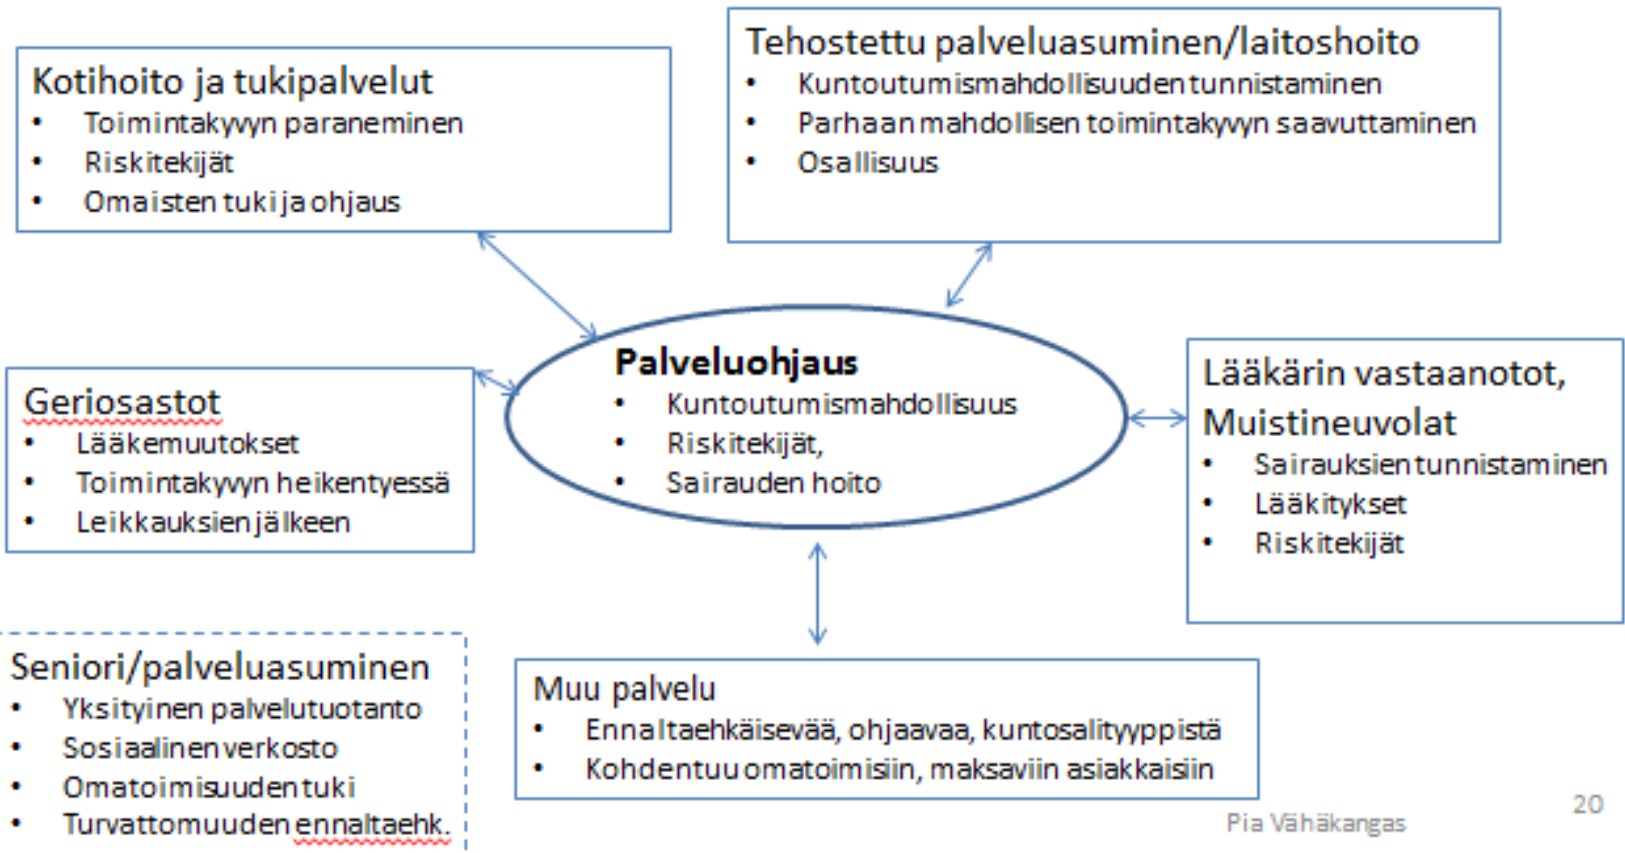 Kotihoito ja tukipalvelut
• Toimintakyvyn paraneminen
• Riskitekijät
• Omaisten tuki ja ohjaus
Tehostettu palveluasuminen/laitoshoito
• Kuntoutumismahdollisuuden tunnistaminen
• Parhaan mahdollisen toimintakyvyn saavuttaminen
• Osallisuus
Geriosastot
• Lääkemuutokset
• Toimintakyvyn heikentyessä
• Leikkauksien jälkeen
Palveluohjaus
• Kuntoutumismahdollisuus
• Riskitekijät,
• Sairauden hoito
Lääkärin vastaanotot,
Muistineuvolat
• Sairauksien tunnistaminen
• Lääkitykset
• Riskitekijät
Seniori/palveluasuminen
• Yksityinen palvelutuotanto
• Sosiaalinen verkosto
• Omatoimisuuden tuki
• Turvattomuuden ennaltaehk.
Muu palvelu
• Ennaltaehkäisevää, ohjaavaa, kuntosalityyppistä
• Kohdentuu omatoimisiin, maksaviin asiakkaisiin
Pia Vähäkangas
20